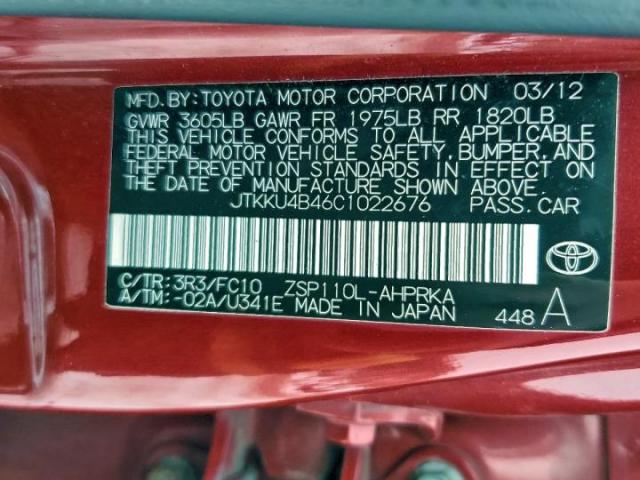 MFD.BY:TOYOTA MOTOR CORPORATION 03/12
GVWR 3605LB GAWR FR 1975LB RR 1820LB
THIS VEHICLE CONFORMS TO ALL APPLICABLE
FEDERAL MOTOR VEHICLE SAFETY, BUMPER, AND
THEFT PREVENTION STANDARDS IN EFFECT ON
THE DATE OF MANUFACTURE SHOWN ABOVE.
JTKKU4B46C1022676 PASS.CAR
C/TR:3R3/FC10 ZSP110L-AHPRKA
A/TM:-02A/U341E MADE IN JAPAN 448 A